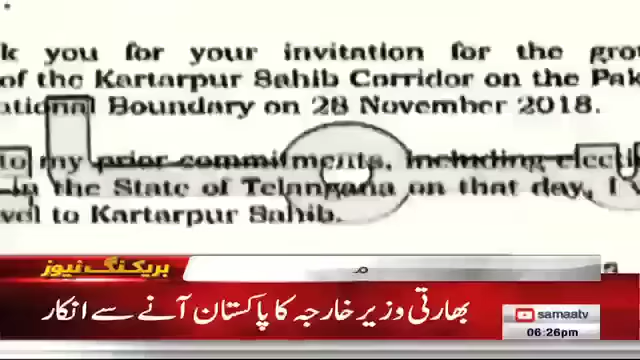 k you for your invitation for the gro
of the Kartarpur Sahib Corridor on the Pak
ational Boundary on 28 November 2018.
to my prior commitments, including electi
in the State of Telangana on that day, I
vel to Kartarpur Sahib.
بریکنگ نیوز
بھارتی وزیر خارجہ کا پاکستان آنے سے انکار
samaatv
06:26pm